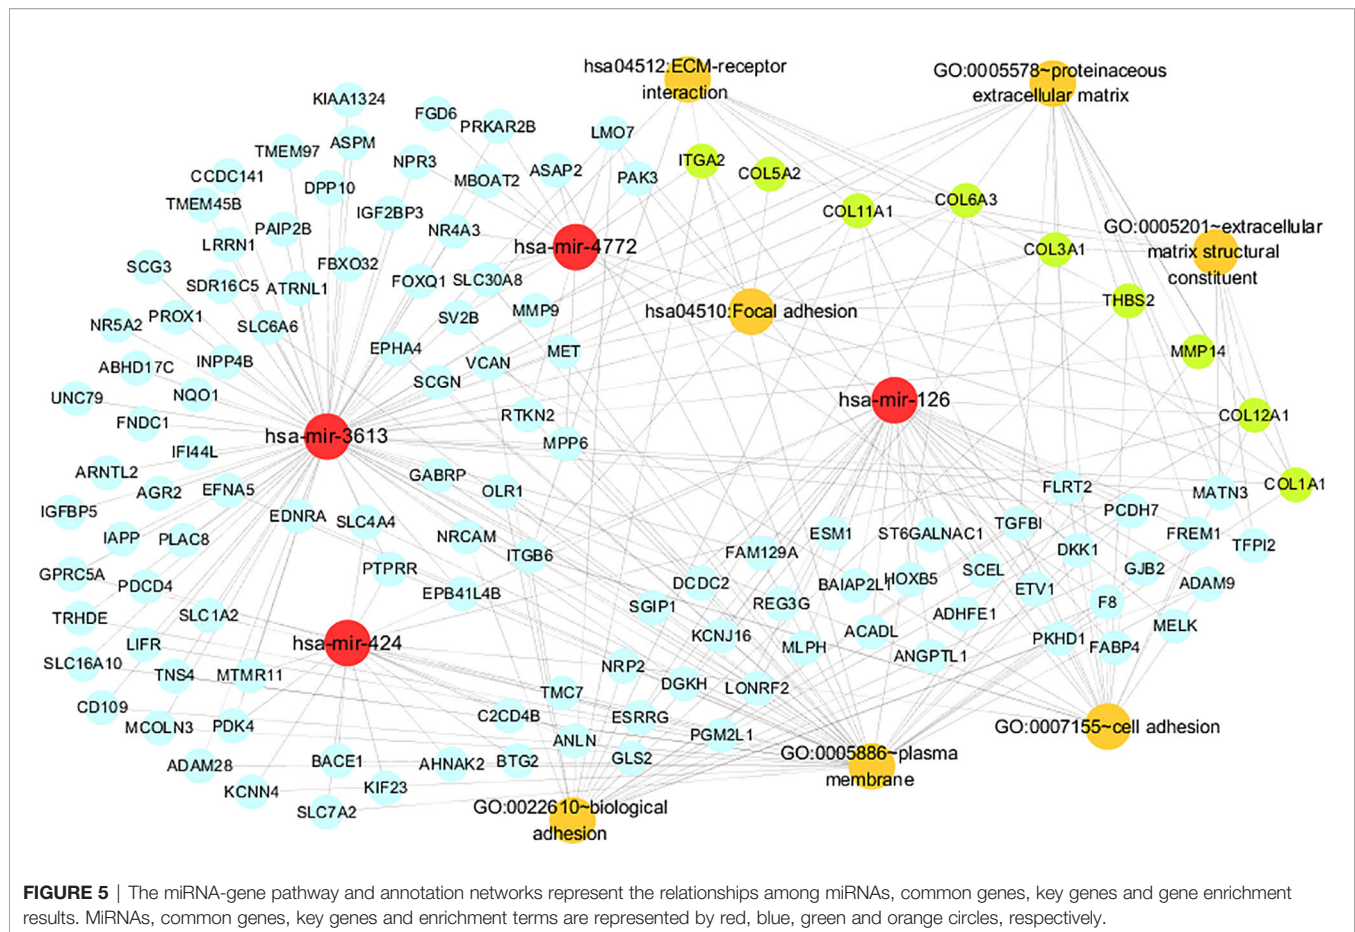 hsa04512:ECM-receptor
interaction
GO:0005578~proteinaceous
extracellular matrix
KIAA1324
FGD6
PRKAR2B
LMO7
ASPM
TMEM97
NPR3
ASAP2
ITGA2
COL5A2
CCDC141
DPP10
MBOAT2
PAK3
TMEM45B
IGF2BP3
COL11A1
COL6A3
PAIP2B
NR4A3
GO:0005201~extracellular
matrix structural
constituent
LRRN1
hsa-mir-4772
COL3A1
SCG3
FBXO32
SDR16C5
ATRNL1
FOXQ1
SLC30A8
THBS2
NR5A2
PROX1
SLC6A6
SV2B
MMP9
hsa04510:Focal adhesion
ABHD17C
INPP4B
EPHA4
VCAN
MET
MMP14
UNC79
NQO1
SCGN
hsa-mir-126
FNDC1
RTKN2
COL12A1
hsa-mir-3613
MPP6
IFI44L
ARNTL2
AGR2
EFNA5
GABRP
OLR1
FLRT2
MATN3
COL1A1
IGFBP5
EDNRA
SLC4A4
PCDH7
IAPP
PLAC8
NRCAM
ITGB6
FAM129A
ESM1
ST6GALNAC1
TGFBI
DKK1
FREM1
TFPI2
GPRC5A
PDCD4
PTPRR
EPB41L4B
DCDC2
BAIAP2L1
HOXB5
SCEL
ETV1
GJB2
ADAM9
TRHDE
SLC1A2
SGIP1
REG3G
ADHFE1
F8
LIFR
hsa-mir-424
KCNJ16
MLPH
ACADL
ANGPTL1
PKHD1
FABP4
MELK
SLC16A10
TNS4
MTMR11
NRP2
DGKH
LONRF2
CD109
MCOLN3
PDK4
TMC7
C2CD4B
ESRRG
PGM2L1
GO:0007155~cell adhesion
ADAM28
BACE1
AHNAK2
BTG2
ANLN
GLS2
GO:0005886~plasma
membrane
KCNN4
KIF23
SLC7A2
GO:0022610~biological
adhesion
FIGURE 5 | The miRNA-gene pathway and annotation networks represent the relationships among miRNAs, common genes, key genes and gene enrichment
results. MiRNAs, common genes, key genes and enrichment terms are represented by red, blue, green and orange circles, respectively.